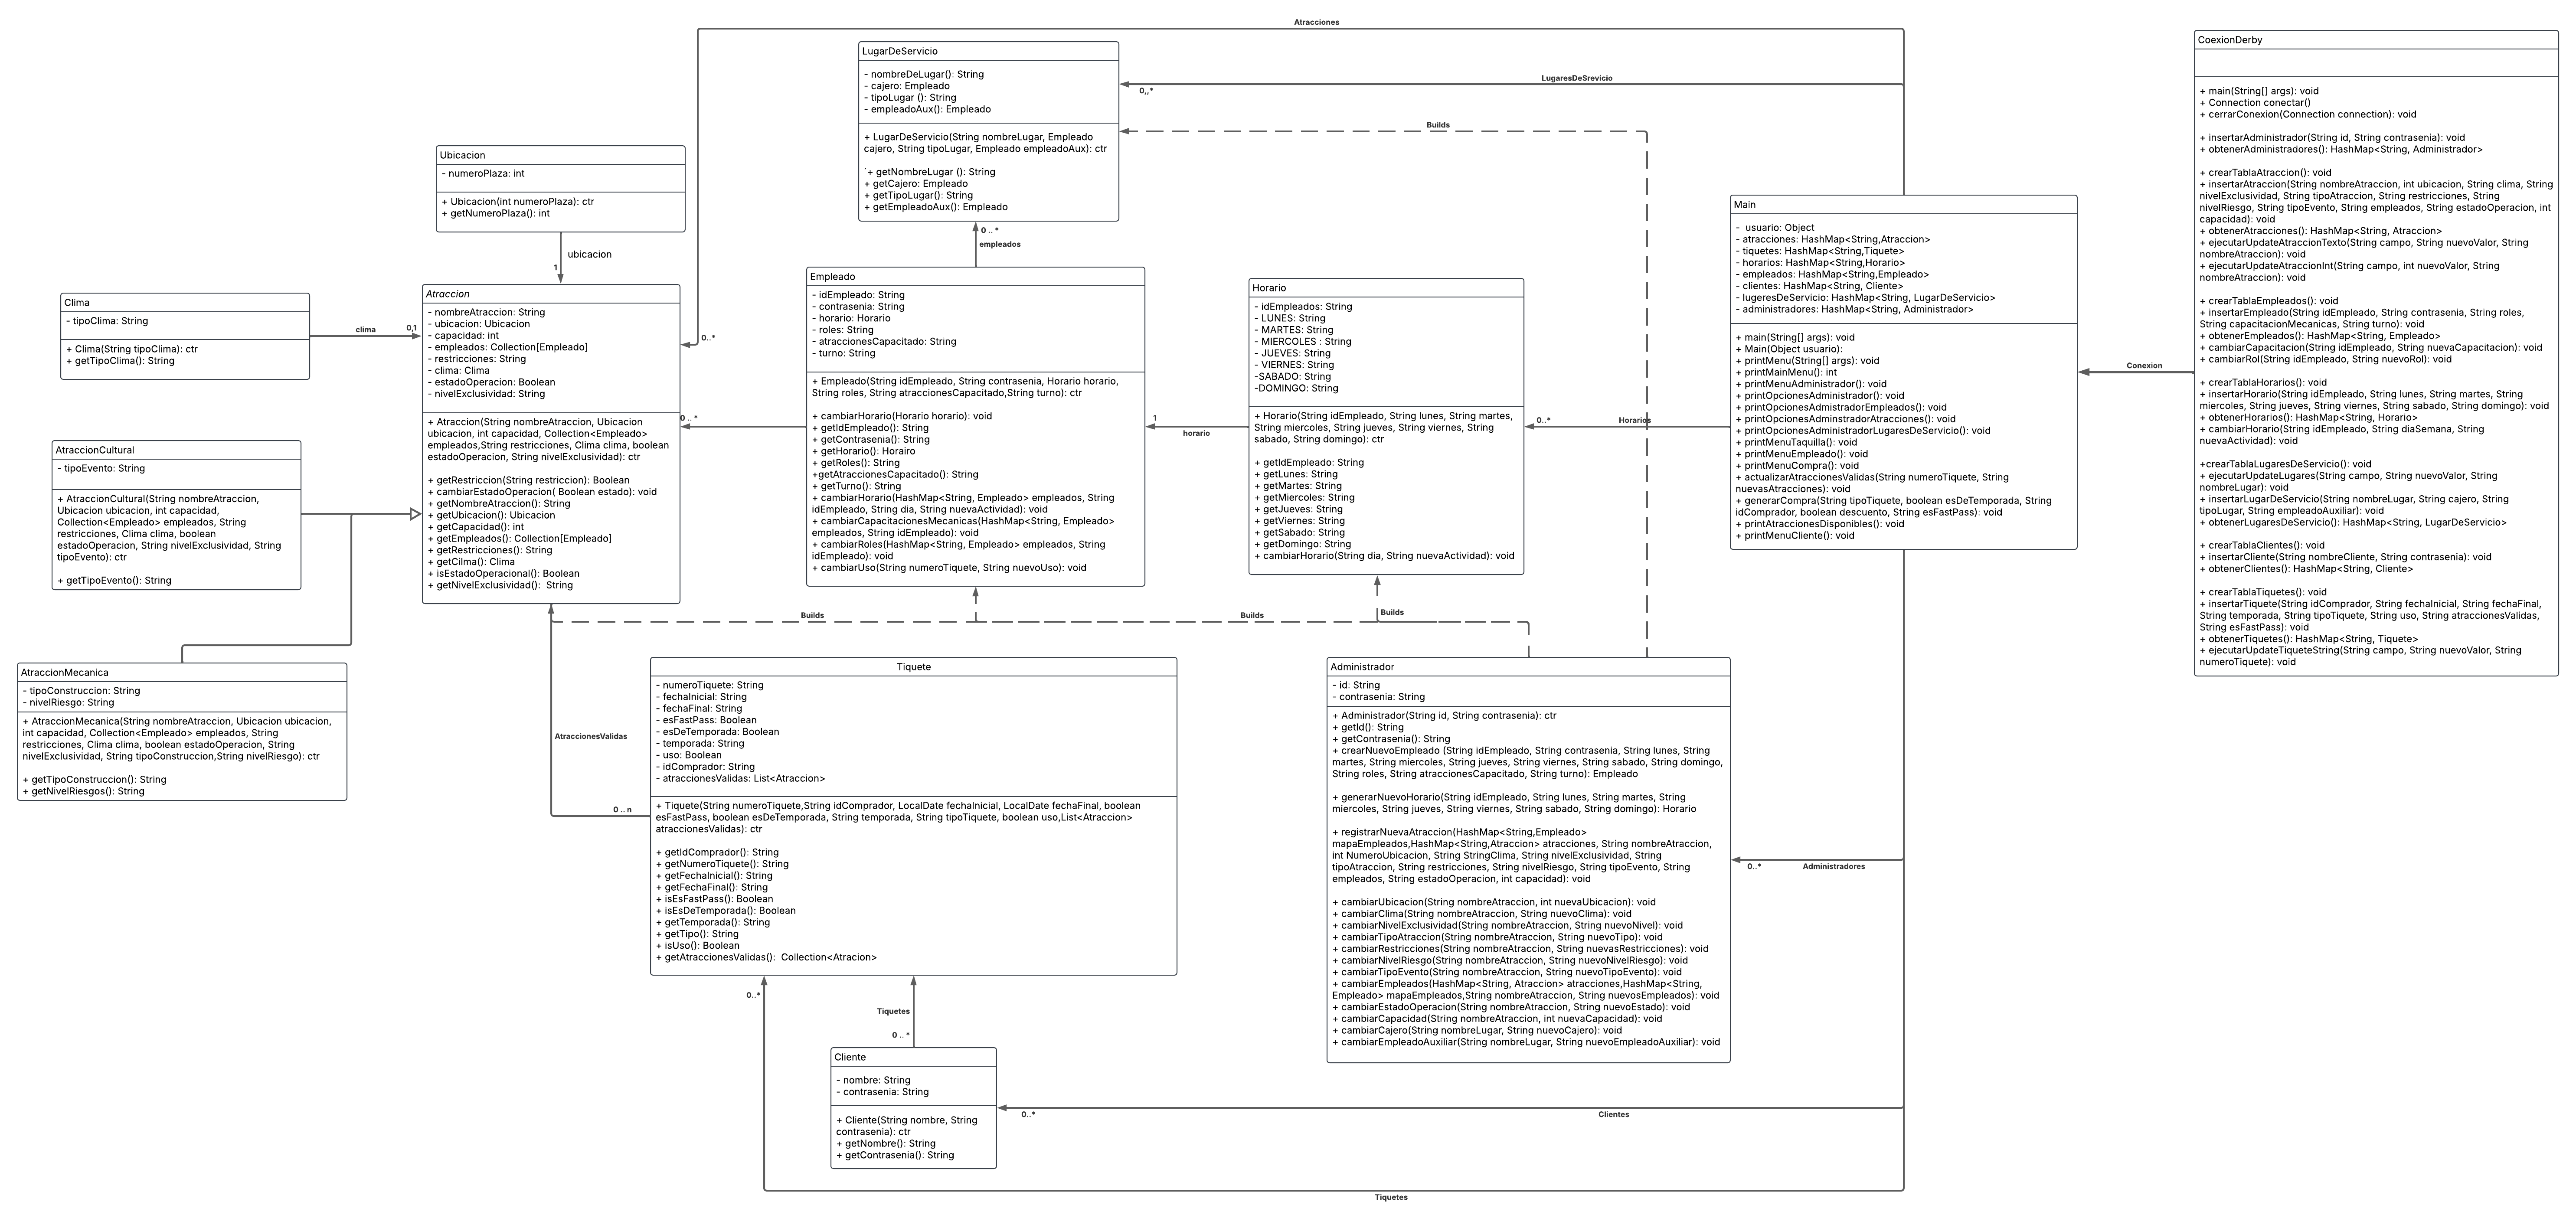 Atracciones
LugarDeServicio
- nombreDeLugar(): String
- cajero: Empleado
- tipoLugar (): String
- empleadoAux(): Empleado
+ LugarDeServicio(String nombreLugar, Empleado
cajero, String tipoLugar, Empleado empleadoAux): ctr
´+ getNombreLugar (): String
+ getCajero: Empleado
+ getTipoLugar(): String
+ getEmpleadoAux(): Empleado
LugaresDeSrevicio
0,,*
Builds
CoexionDerby
+ main(String[] args): void
+ Connection conectar()
+ cerrarConexion(Connection connection): void
+ insertarAdministrador(String id, String contrasenia): void
+ obtenerAdministradores(): HashMap<String, Administrador>
+ crearTablaAtraccion(): void
+ insertarAtraccion(String nombreAtraccion, int ubicacion, String clima, String
nivelExclusividad, String tipoAtraccion, String restricciones, String
nivelRiesgo, String tipoEvento, String empleados, String estadoOperacion, int
capacidad): void
+ obtenerAtracciones(): HashMap<String, Atraccion>
+ ejecutarUpdateAtraccionTexto(String campo, String nuevoValor, String
nombreAtraccion): void
+ ejecutarUpdateAtraccionInt(String campo, int nuevoValor, String
nombreAtraccion): void
+ crearTablaEmpleados(): void
+ insertarEmpleado(String idEmpleado, String contrasenia, String roles,
String capacitacionMecanicas, String turno): void
+ obtenerEmpleados(): HashMap<String, Empleado>
+ cambiarCapacitacion(String idEmpleado, String nuevaCapacitacion): void
+ cambiarRol(String idEmpleado, String nuevoRol): void
+ crearTablaHorarios(): void
+ insertarHorario(String idEmpleado, String lunes, String martes, String
miercoles, String jueves, String viernes, String sabado, String domingo): void
+ obtenerHorarios(): HashMap<String, Horario>
+ cambiarHorario(String idEmpleado, String diaSemana, String
nuevaActividad): void
+crearTablaLugaresDeServicio(): void
+ ejecutarUpdateLugares(String campo, String nuevoValor, String
nombreLugar): void
+ insertarLugarDeServicio(String nombreLugar, String cajero, String
tipoLugar, String empleadoAuxiliar): void
+ obtenerLugaresDeServicio(): HashMap<String, LugarDeServicio>
+ crearTablaClientes(): void
+ insertarCliente(String nombreCliente, String contrasenia): void
+ obtenerClientes(): HashMap<String, Cliente>
+ crearTablaTiquetes(): void
+ insertarTiquete(String idComprador, String fechaInicial, String fechaFinal,
String temporada, String tipoTiquete, String uso, String atraccionesValidas,
String esFastPass): void
+ obtenerTiquetes(): HashMap<String, Tiquete>
+ ejecutarUpdateTiqueteString(String campo, String nuevoValor, String
numeroTiquete): void
Ubicacion
- numeroPlaza: int
+ Ubicacion(int numeroPlaza): ctr
+ getNumeroPlaza(): int
ubicacion
1
Clima
- tipoClima: String
+ Clima(String tipoClima): ctr
+ getTipoClima(): String
clima
0,1
Atraccion
- nombreAtraccion: String
- ubicacion: Ubicacion
- capacidad: int
- empleados: Collection[Empleado]
- restricciones: String
- clima: Clima
- estadoOperacion: Boolean
- nivelExclusividad: String
+ Atraccion(String nombreAtraccion, Ubicacion
ubicacion, int capacidad, Collection<Empleado>
empleados,String restricciones, Clima clima, boolean
estadoOperacion, String nivelExclusividad): ctr
+ getRestriccion(String restriccion): Boolean
+ cambiarEstadoOperacion( Boolean estado): void
+ getNombreAtraccion(): String
+ getUbicacion(): Ubicacion
+ getCapacidad(): int
+ getEmpleados(): Collection[Empleado]
+ getRestricciones(): String
+ getCilma(): Clima
+ isEstadoOperacional(): Boolean
+ getNivelExclusividad():  String
0..*
0 .. *
0 .. *
empleados
Empleado
- idEmpleado: String
- contrasenia: String
- horario: Horario
- roles: String
- atraccionesCapacitado: String
- turno: String
+ Empleado(String idEmpleado, String contrasenia, Horario horario,
String roles, String atraccionesCapacitado,String turno): ctr
+ cambiarHorario(Horario horario): void
+ getIdEmpleado(): String
+ getContrasenia(): String
+ getHorario(): Horairo
+ getRoles(): String
+getAtraccionesCapacitado(): String
+ getTurno(): String
+ cambiarHorario(HashMap<String, Empleado> empleados, String
idEmpleado, String dia, String nuevaActividad): void
+ cambiarCapacitacionesMecanicas(HashMap<String, Empleado>
empleados, String idEmpleado): void
+ cambiarRoles(HashMap<String, Empleado> empleados, String
idEmpleado): void
+ cambiarUso(String numeroTiquete, String nuevoUso): void
1
horario
Horario
- idEmpleados: String
- LUNES: String
- MARTES: String
- MIERCOLES : String
- JUEVES: String
- VIERNES: String
-SABADO: String
-DOMINGO: String
+ Horario(String idEmpleado, String lunes, String martes,
String miercoles, String jueves, String viernes, String
sabado, String domingo): ctr
+ getIdEmpleado: String
+ getLunes: String
+ getMartes: String
+ getMiercoles: String
+ getJueves: String
+ getViernes: String
+ getSabado: String
+ getDomingo: String
+ cambiarHorario(String dia, String nuevaActividad): void
0..*
Horarios
Main
-  usuario: Object
- atracciones: HashMap<String,Atraccion>
- tiquetes: HashMap<String,Tiquete>
- horarios: HashMap<String,Horario>
- empleados: HashMap<String,Empleado>
- clientes: HashMap<String, Cliente>
- lugeresDeServicio: HashMap<String, LugarDeServicio>
- administradores: HashMap<String, Administrador>
+ main(String[] args): void
+ Main(Object usuario):
+ printMenu(String[] args): void
+ printMainMenu(): int
+ printMenuAdministrador(): void
+ printOpcionesAdministrador(): void
+ printOpcionesAdmistradorEmpleados(): void
+ printOpcionesAdminstradorAtracciones(): void
+ printOpcionesAdministradorLugaresDeServicio(): void
+ printMenuTaquilla(): void
+ printMenuEmpleado(): void
+ printMenuCompra(): void
+ actualizarAtraccionesValidas(String numeroTiquete, String
nuevasAtracciones): void
+ generarCompra(String tipoTiquete, boolean esDeTemporada, String
idComprador, boolean descuento, String esFastPass): void
+ printAtraccionesDisponibles(): void
+ printMenuCliente(): void
Conexion
AtraccionCultural
- tipoEvento: String
+ AtraccionCultural(String nombreAtraccion,
Ubicacion ubicacion, int capacidad,
Collection<Empleado> empleados, String
restricciones, Clima clima, boolean
estadoOperacion, String nivelExclusividad, String
tipoEvento): ctr
+ getTipoEvento(): String
AtraccionMecanica
- tipoConstruccion: String
- nivelRiesgo: String
+ AtraccionMecanica(String nombreAtraccion, Ubicacion ubicacion,
int capacidad, Collection<Empleado> empleados, String
restricciones, Clima clima, boolean estadoOperacion, String
nivelExclusividad, String tipoConstruccion,String nivelRiesgo): ctr
+ getTipoConstruccion(): String
+ getNivelRiesgos(): String
Builds
Builds
Builds
AtraccionesValidas
0 .. n
Tiquete
- numeroTiquete: String
- fechaInicial: String
- fechaFinal: String
- esFastPass: Boolean
- esDeTemporada: Boolean
- temporada: String
- uso: Boolean
- idComprador: String
- atraccionesValidas: List<Atraccion>
+ Tiquete(String numeroTiquete,String idComprador, LocalDate fechaInicial, LocalDate fechaFinal, boolean
esFastPass, boolean esDeTemporada, String temporada, String tipoTiquete, boolean uso,List<Atraccion>
atraccionesValidas): ctr
+ getIdComprador(): String
+ getNumeroTiquete(): String
+ getFechaInicial(): String
+ getFechaFinal(): String
+ isEsFastPass(): Boolean
+ isEsDeTemporada(): Boolean
+ getTemporada(): String
+ getTipo(): String
+ isUso(): Boolean
+ getAtraccionesValidas():  Collection<Atracion>
Administrador
- id: String
- contrasenia: String
+ Administrador(String id, String contrasenia): ctr
+ getId(): String
+ getContrasenia(): String
+ crearNuevoEmpleado (String idEmpleado, String contrasenia, String lunes, String
martes, String miercoles, String jueves, String viernes, String sabado, String domingo,
String roles, String atraccionesCapacitado, String turno): Empleado
+ generarNuevoHorario(String idEmpleado, String lunes, String martes, String
miercoles, String jueves, String viernes, String sabado, String domingo): Horario
+ registrarNuevaAtraccion(HashMap<String,Empleado>
mapaEmpleados,HashMap<String,Atraccion> atracciones, String nombreAtraccion,
int NumeroUbicacion, String StringClima, String nivelExclusividad, String
tipoAtraccion, String restricciones, String nivelRiesgo, String tipoEvento, String
empleados, String estadoOperacion, int capacidad): void
+ cambiarUbicacion(String nombreAtraccion, int nuevaUbicacion): void
+ cambiarClima(String nombreAtraccion, String nuevoClima): void
+ cambiarNivelExclusividad(String nombreAtraccion, String nuevoNivel): void
+ cambiarTipoAtraccion(String nombreAtraccion, String nuevoTipo): void
+ cambiarRestricciones(String nombreAtraccion, String nuevasRestricciones): void
+ cambiarNivelRiesgo(String nombreAtraccion, String nuevoNivelRiesgo): void
+ cambiarTipoEvento(String nombreAtraccion, String nuevoTipoEvento): void
+ cambiarEmpleados(HashMap<String, Atraccion> atracciones,HashMap<String,
Empleado> mapaEmpleados,String nombreAtraccion, String nuevosEmpleados): void
+ cambiarEstadoOperacion(String nombreAtraccion, String nuevoEstado): void
+ cambiarCapacidad(String nombreAtraccion, int nuevaCapacidad): void
+ cambiarCajero(String nombreLugar, String nuevoCajero): void
+ cambiarEmpleadoAuxiliar(String nombreLugar, String nuevoEmpleadoAuxiliar): void
0..*
Administradores
0..*
Tiquetes
0 .. *
Cliente
- nombre: String
- contrasenia: String
+ Cliente(String nombre, String
contrasenia): ctr
+ getNombre(): String
+ getContrasenia(): String
0..*
Clientes
Tiquetes